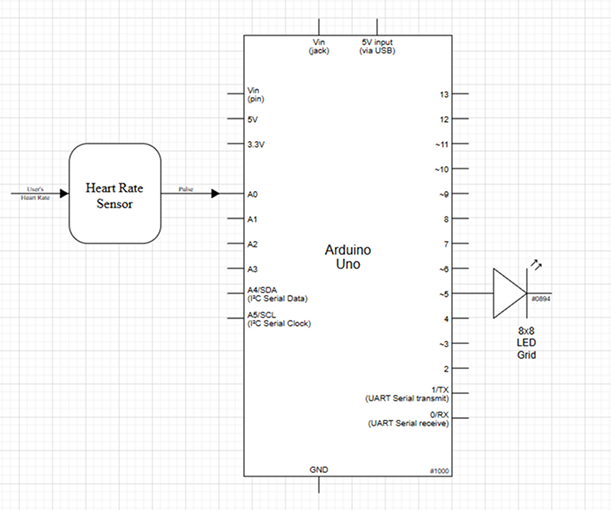 Vin
(jack)
5V input
(via USB)
Vin
(pin)
5V
3.3V
User's
Heart Rate
Heart Rate
Sensor
Pulse
A0
A1
A2
A3
A4/SDA
(I²C Serial Data)
A5/SCL
(I²C Serial Clock)
Arduino
Uno
13
12
~11
~10
~9
8
7
~6
~5
4
~3
2
1/TX
(UART Serial transmit)
0/RX
(UART Serial receive)
GND
#1000
#0894
8x8
LED
Grid